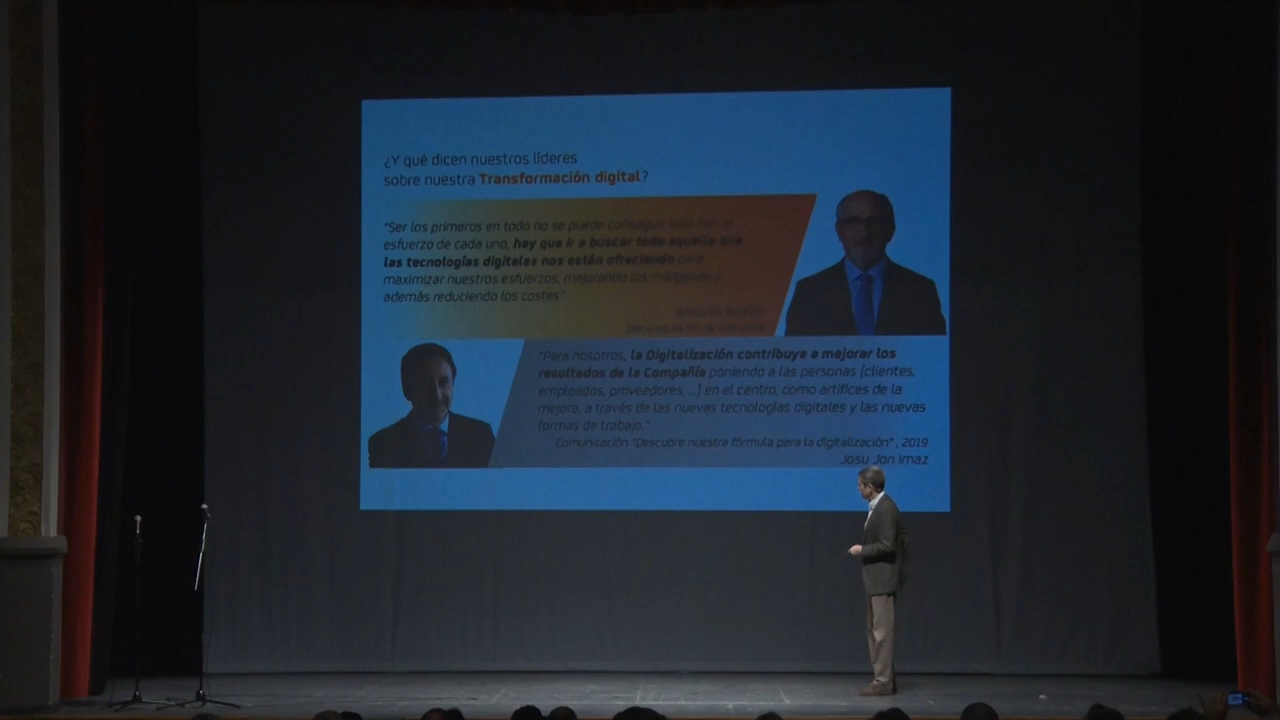 ¿Y qué dicen nuestros líderes
sobre nuestra Transformación digital?
"Ser los primeros en todo no se puede conseguir solo con el
esfuerzo de cada uno, hay que ir a buscar todo aquello que
las tecnologías digitales nos están ofreciendo para
maximizar nuestros esfuerzos, mejorando los márgenes y
además reduciendo los costes"
"Para nosotros, la Digitalización contribuye a mejorar los
resultados de la Compañía poniendo a las personas [clientes,
empleados, proveedores, ...] en el centro, como artífices de la
mejora, a través de las nuevas tecnologías digitales y las nuevas
formas de trabajo."
Comunicación "Descubre nuestra fórmula para la digitalización" , 2019
Josu Jon Imaz